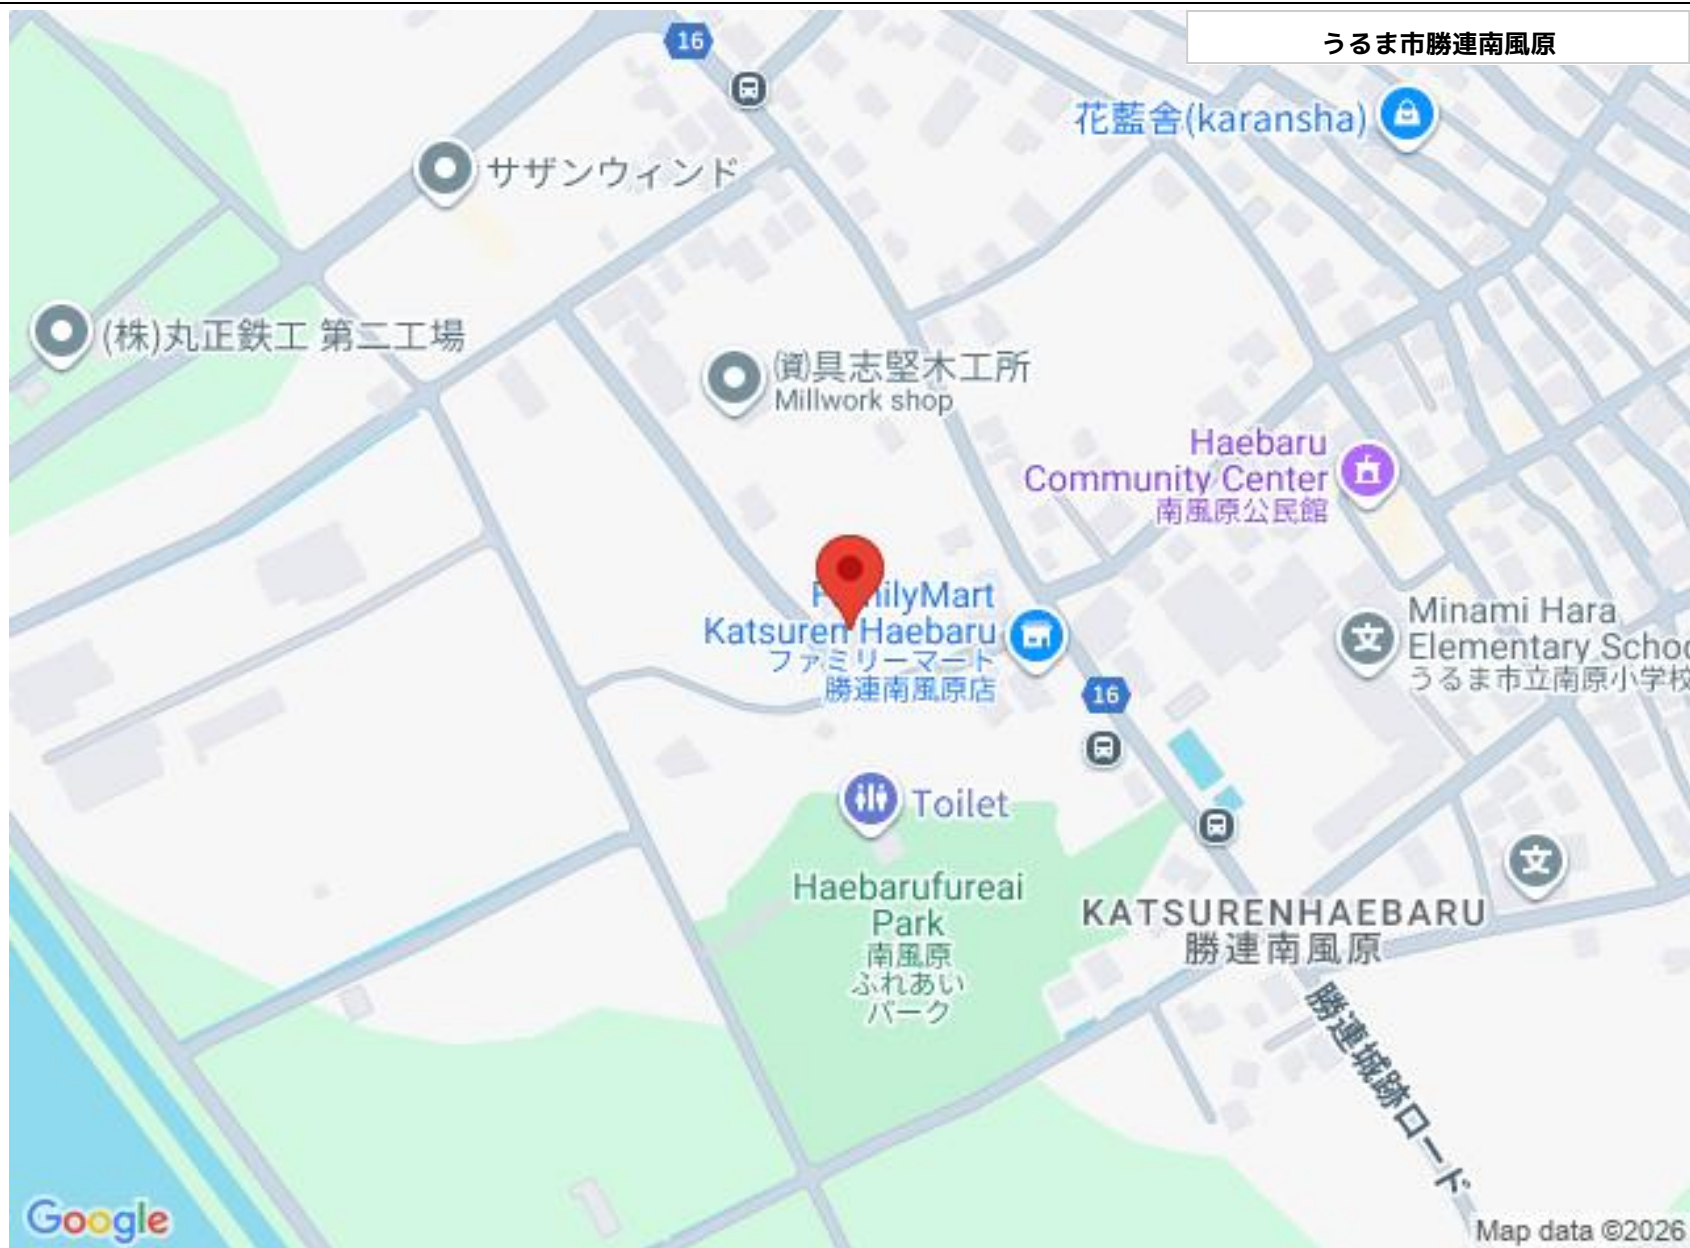 うるま市勝連南風原
16
花藍舎(karansha)
サザンウィンド
(株)丸正鉄工 第二工場
㈾具志堅木工所
Millwork shop
Haebaru
Community Center
南風原公民館
FamilyMart
Katsuren Haebaru
ファミリーマート
勝連南風原店
Minami Hara
Elementary Schoo
うるま市立南原小学校
16
Toilet
Haebarufureai
Park
南風原
ふれあい
パーク
KATSURENHAEBARU
勝連南風原
勝連城跡ロード
Google
Map data ©2026